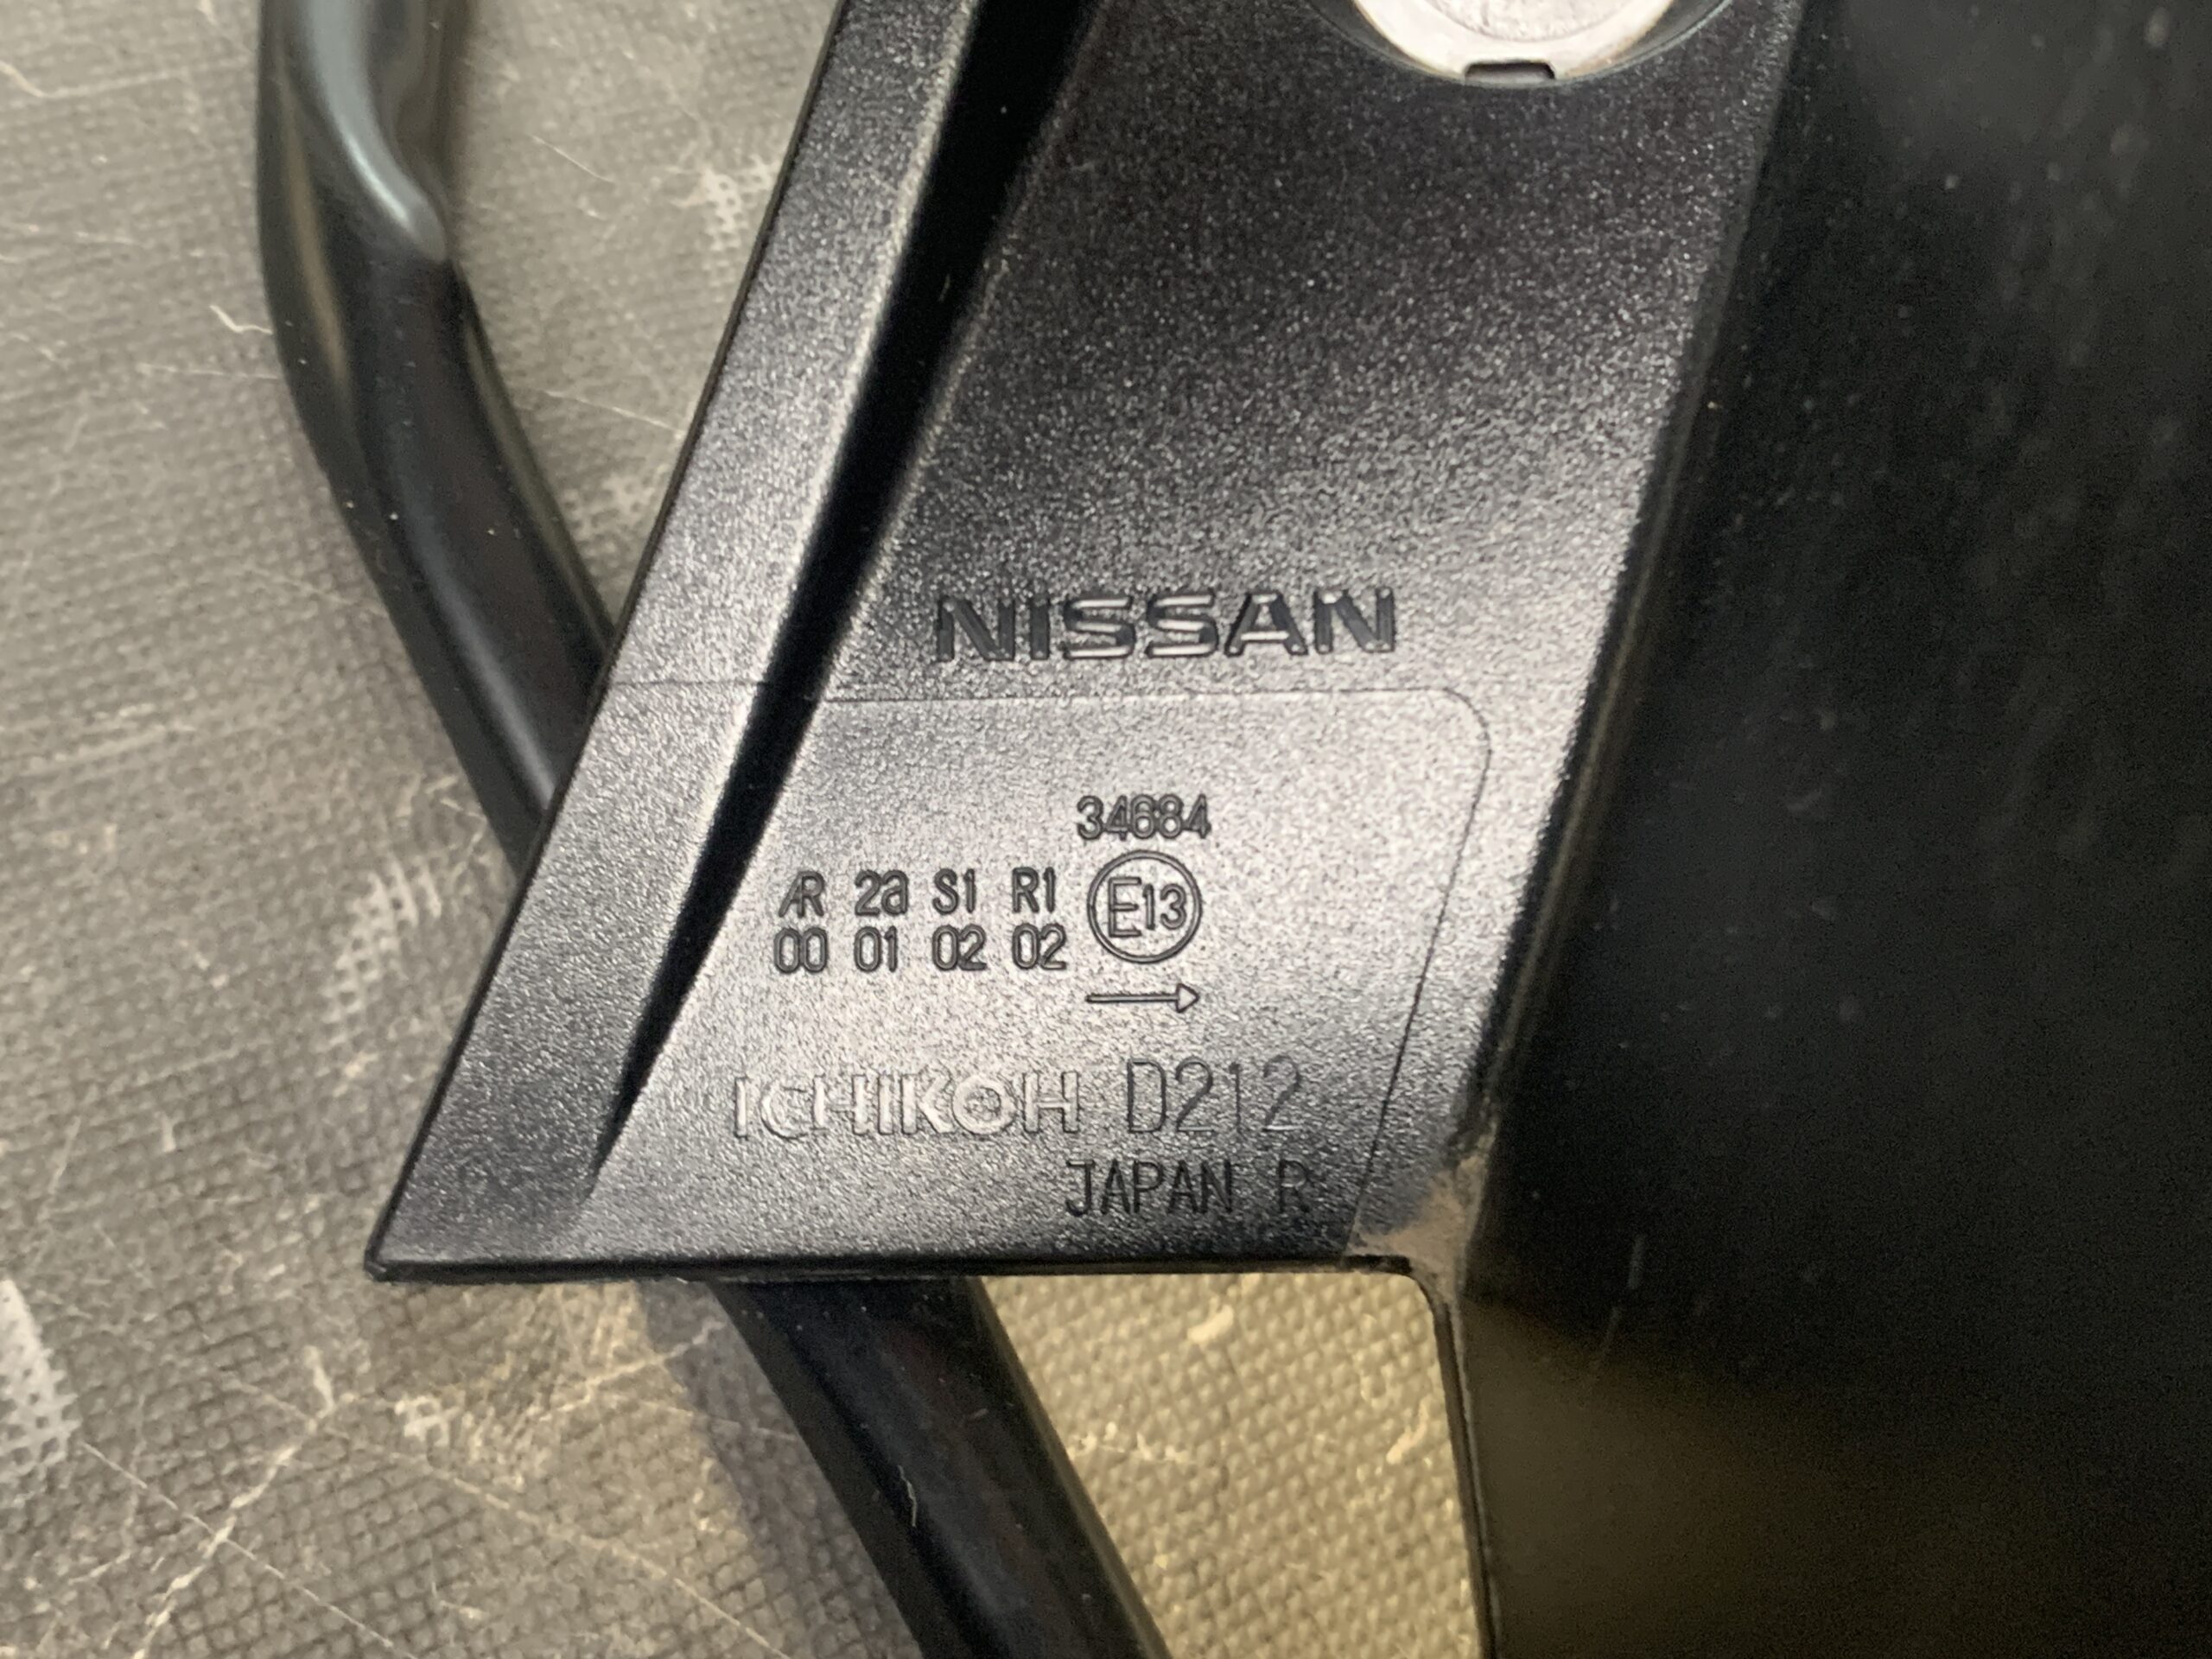 NISSAN
34684
AR 2a S1 R1 E13
00 01 02 02
→
ICHIKOH D212
JAPAN R